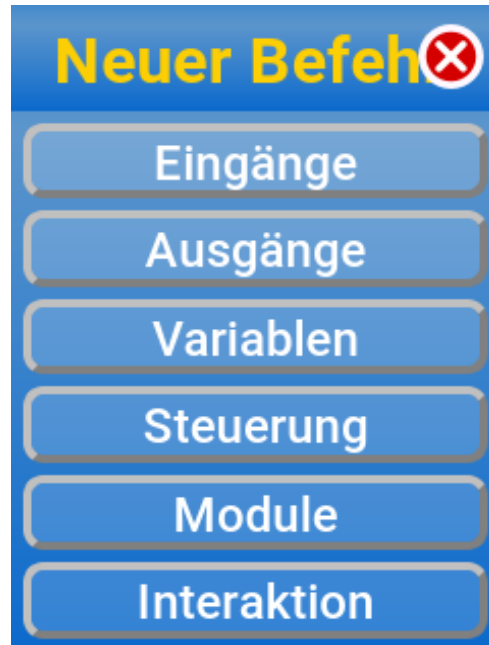 Neuer Befeh
Eingänge
Ausgänge
Variablen
Steuerung
Module
Interaktion